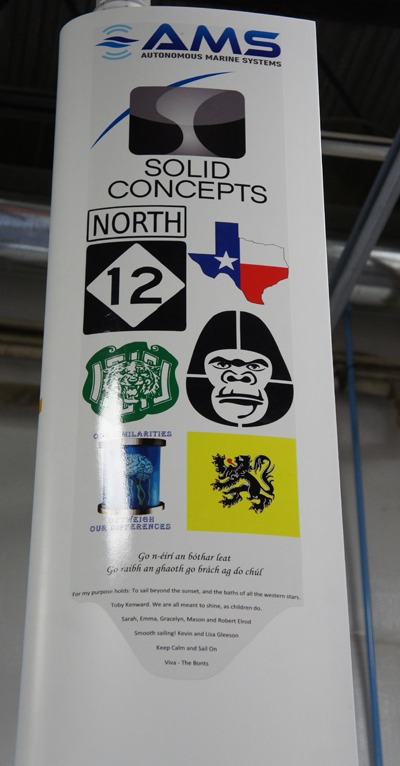 AMS
AUTONOMOUS MARINE SYSTEMS
SOLID
CONCEPTS
NORTH
12
OUR SIMILARITIES
OUTWEIGH
OUR DIFFERENCES
Go n-éirí an bóthar leat
Go raibh an ghaoth go brách ag do chúl
For my purpose holds: To sail beyond the sunset, and the baths of all the western stars.
Toby Kenward. We are all meant to shine, as children do.
Sarah, Emma, Gracelyn, Mason and Robert Elrod
Smooth sailing! Kevin and Lisa Gleeson
Keep Calm and Sail On
Viva - The Bonts